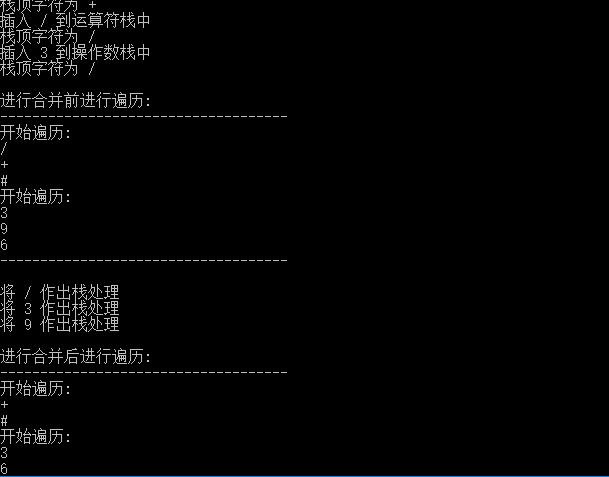 栈顶字符为 +
插入 / 到运算符栈中
栈顶字符为 /
插入 3 到操作数栈中
栈顶字符为 /
进行合并前进行遍历:
------------------------------------
开始遍历:
/
+
#
开始遍历:
3
9
6
------------------------------------
将 / 作出栈处理
将 3 作出栈处理
将 9 作出栈处理
进行合并后进行遍历:
------------------------------------
开始遍历:
+
#
开始遍历:
3
6